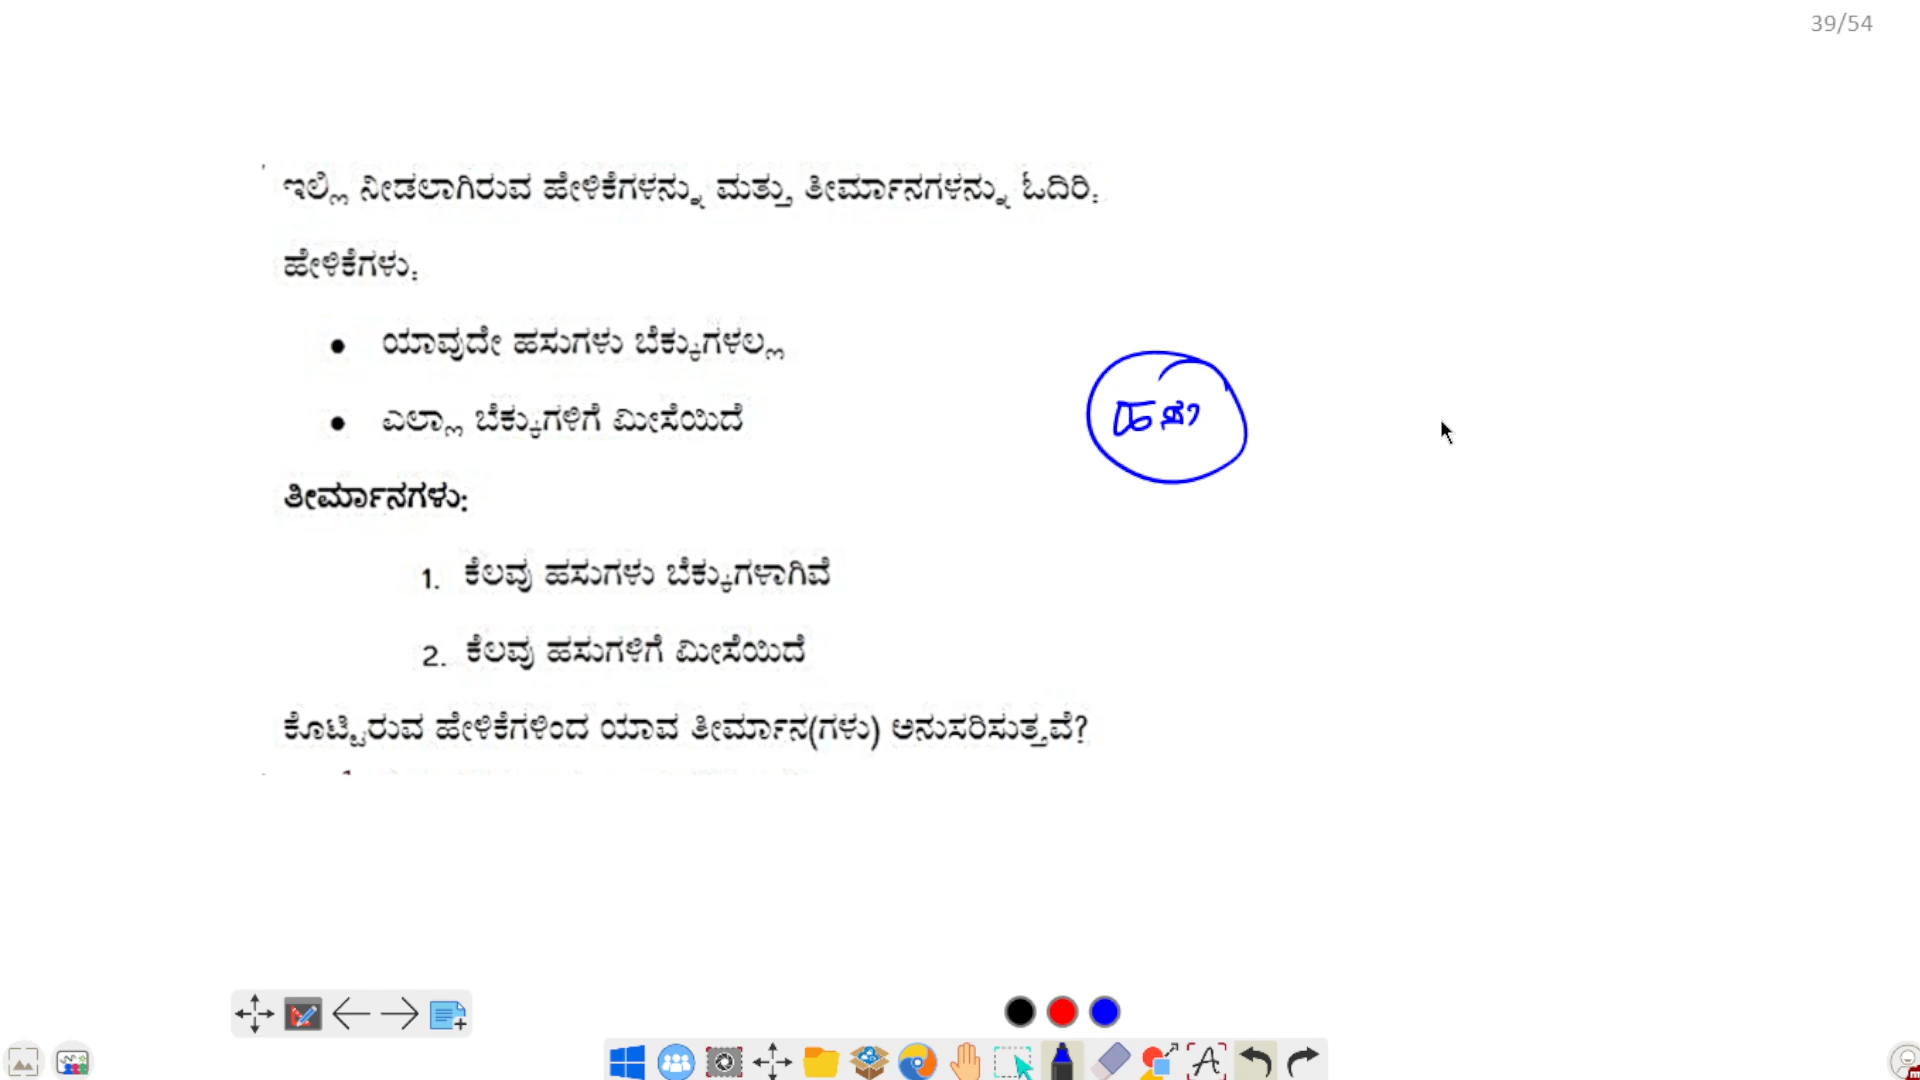 39/54
ಇಲ್ಲಿ ನೀಡಲಾಗಿರುವ ಹೇಳಿಕೆಗಳನ್ನು ಮತ್ತು ತೀರ್ಮಾನಗಳನ್ನು ಓದಿರಿ:
ಹೇಳಿಕೆಗಳು:
• ಯಾವುದೇ ಹಸುಗಳು ಬೆಕ್ಕುಗಳಲ್ಲ
• ಎಲ್ಲಾ ಬೆಕ್ಕುಗಳಿಗೆ ಮೀಸೆಯಿದೆ
ಹಸು
ತೀರ್ಮಾನಗಳು:
1. ಕೆಲವು ಹಸುಗಳು ಬೆಕ್ಕುಗಳಾಗಿವೆ
2. ಕೆಲವು ಹಸುಗಳಿಗೆ ಮೀಸೆಯಿದೆ
ಕೊಟ್ಟಿರುವ ಹೇಳಿಕೆಗಳಿಂದ ಯಾವ ತೀರ್ಮಾನ(ಗಳು) ಅನುಸರಿಸುತ್ತವೆ?